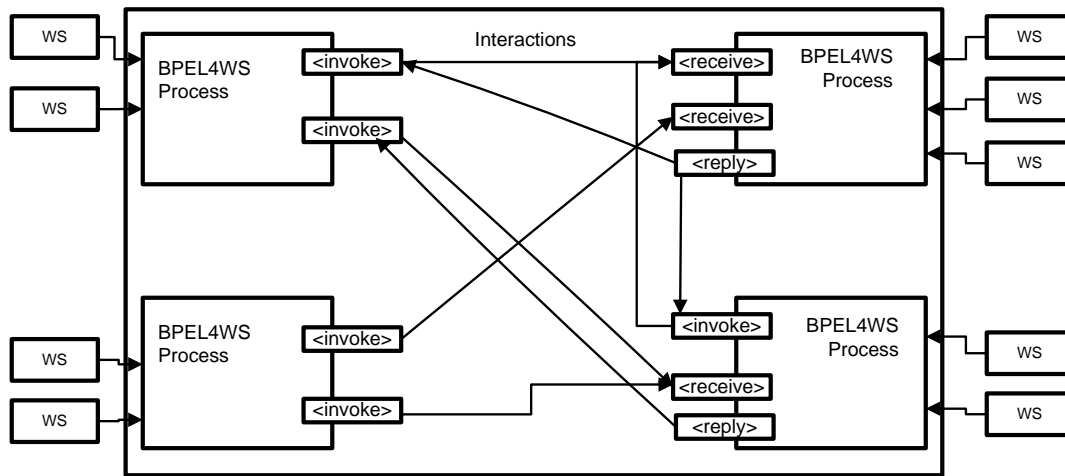 WS
WS
BPEL4WS
Process
<invoke>
<invoke>
Interactions
<receive>
<receive>
<reply>
BPEL4WS
Process
WS
WS
WS
WS
WS
BPEL4WS
Process
<invoke>
<invoke>
<invoke>
<receive>
<reply>
BPEL4WS
Process
WS
WS